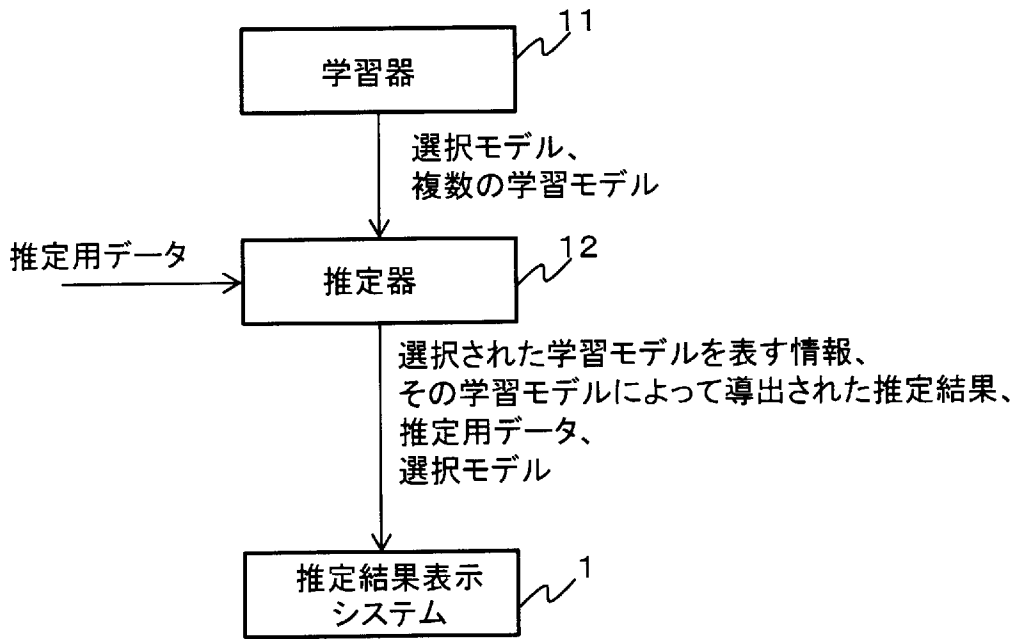 11
学習器
選択モデル、
複数の学習モデル
推定用データ
12
推定器
選択された学習モデルを表す情報、
その学習モデルによって導出された推定結果、
推定用データ、
選択モデル
1
推定結果表示
システム